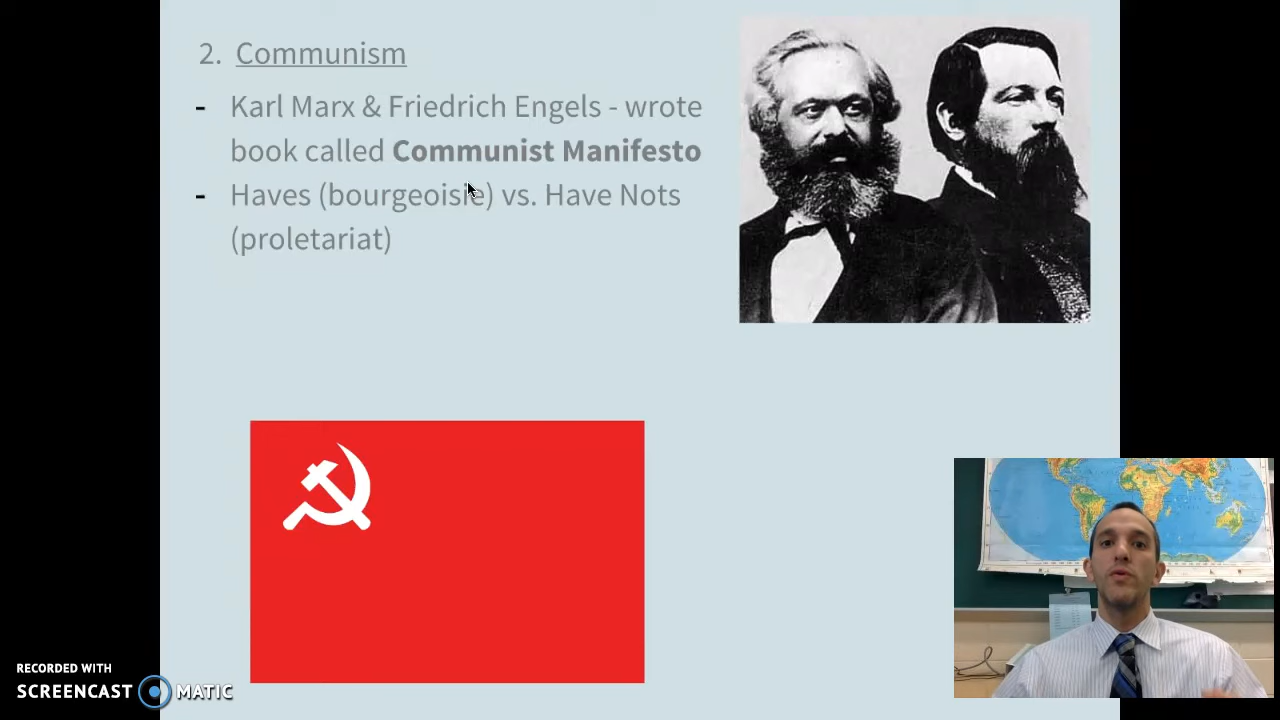 2. Communism
- Karl Marx & Friedrich Engels - wrote
book called Communist Manifesto
- Haves (bourgeoisie) vs. Have Nots
(proletariat)
RECORDED WITH
SCREENCAST MATIC